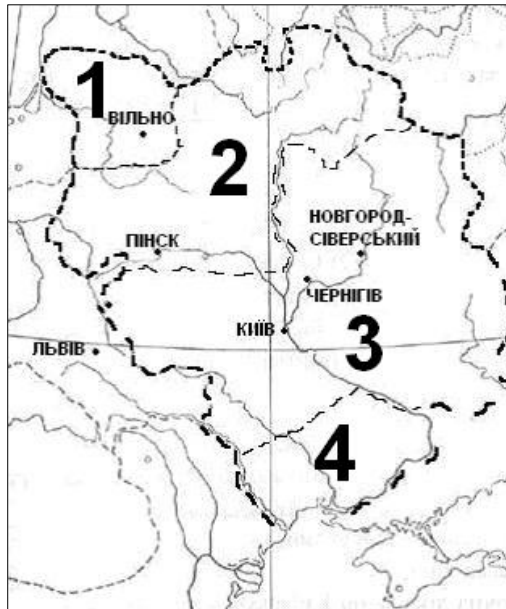 1
ВІЛЬНО
2
НОВГОРОД-
СІВЕРСЬКИЙ
ПІНСК
ЧЕРНІГІВ
КИЇВ
3
ЛЬВІВ
4